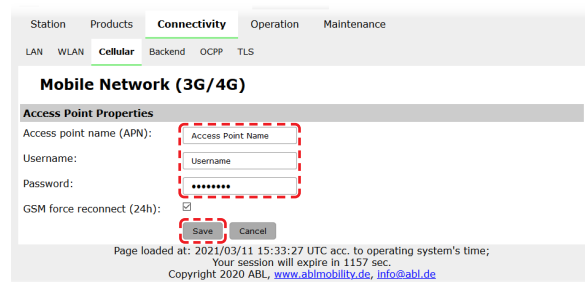 Station Products Connectivity Operation Maintenance
LAN WLAN Cellular Backend OCPP TLS
Mobile Network (3G/4G)
Access Point Properties
Access point name (APN): Access Point Name
Username: Username
Password: ••••••••
GSM force reconnect (24h):
Save Cancel
Page loaded at: 2021/03/11 15:33:27 UTC acc. to operating system's time;
Your session will expire in 1157 sec.
Copyright 2020 ABL, www.ablmobility.de, info@abl.de